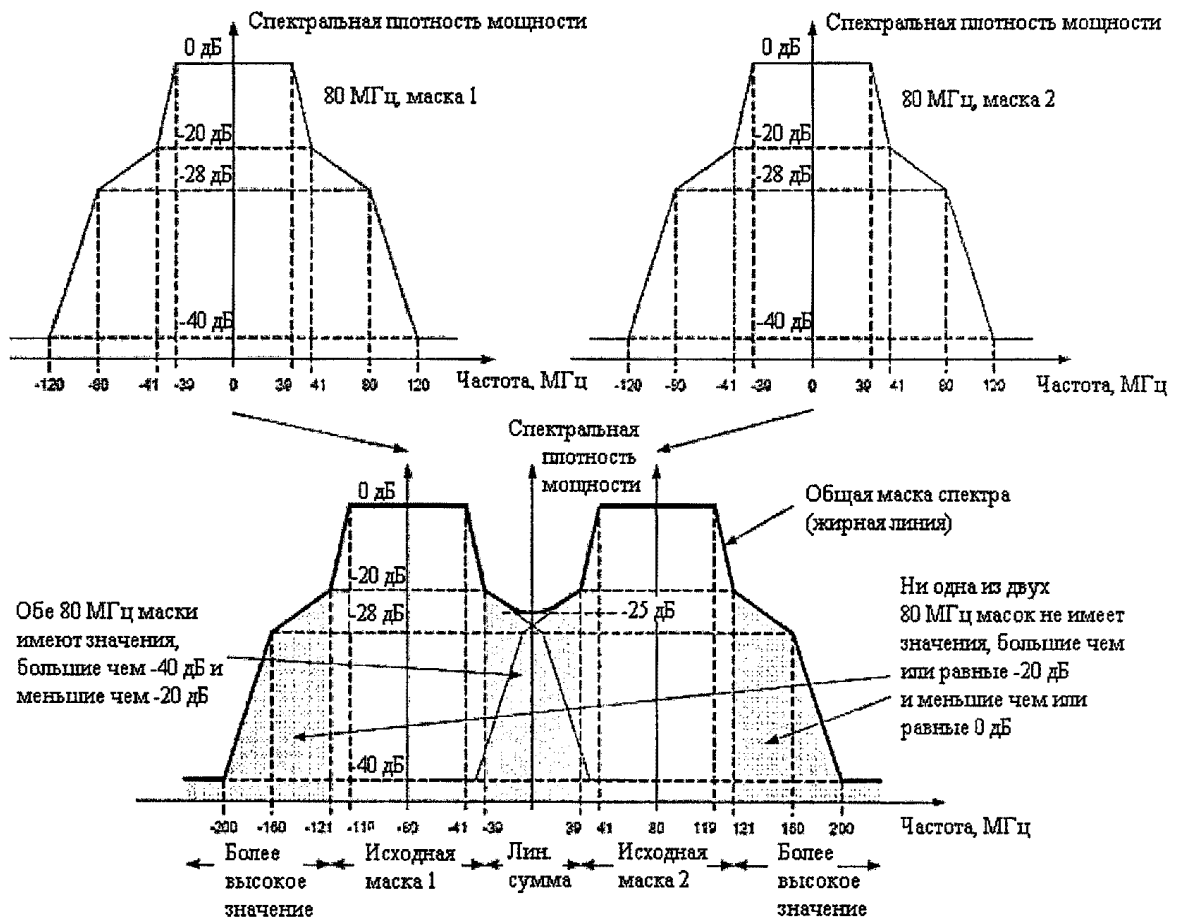 Спектральная плотность мощности
0 дБ
80 МГц, маска 1
-20 дБ
-28 дБ
-40 дБ
-120 -80 -41 -39 0 39 41 80 120
Частота, МГц
Спектральная плотность мощности
0 дБ
80 МГц, маска 2
-20 дБ
-28 дБ
-40 дБ
-120 -80 -41 -39 0 39 41 80 120
Частота, МГц
Спектральная
плотность
мощности
0 дБ
-20 дБ
-28 дБ
-25 дБ
-40 дБ
Общая маска спектра
(жирная линия)
Обе 80 МГц маски
имеют значения,
большие чем -40 дБ и
меньшие чем -20 дБ
Ни одна из двух
80 МГц масок не имеет
значения, большие чем
или равные -20 дБ
и меньшие чем или
равные 0 дБ
-200 -160 -121 -119 -80 -41 -39 39 41 80 119 121 160 200
Частота, МГц
Более
высокое
значение
Исходная
маска 1
Лин.
сумма
Исходная
маска 2
Более
высокое
значение